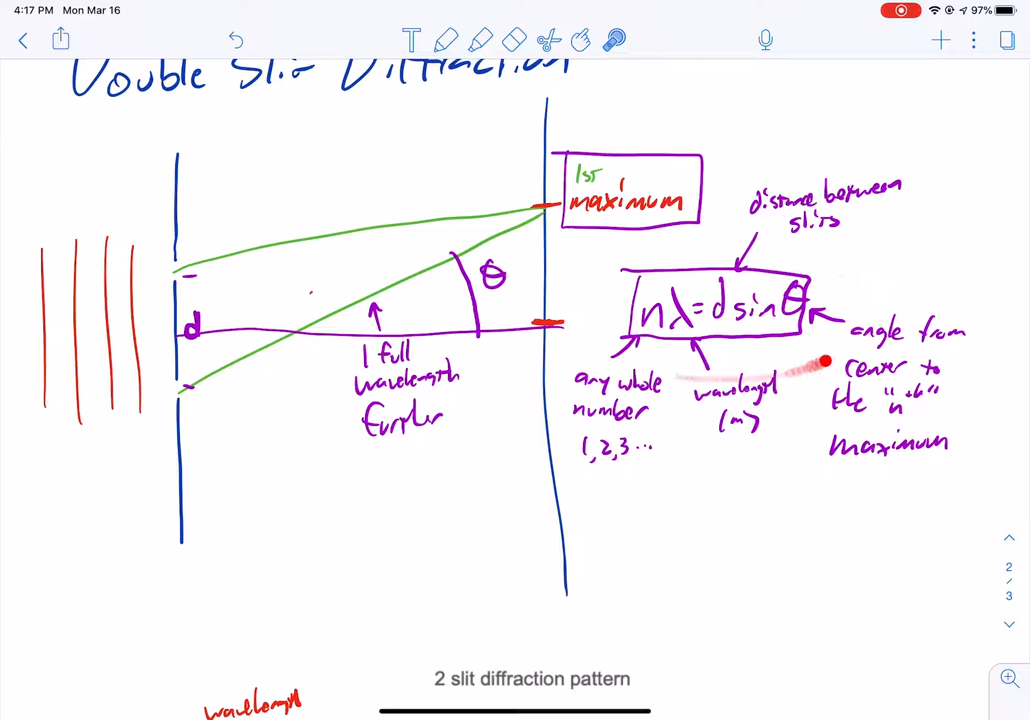 4:17 PM Mon Mar 16
97%
T
Double Slit Diffraction
1st
maximum
distance between
slits
θ
nλ=d sinθ
d
1 full
wavelength
further
any whole
number
1,2,3...
wavelength
(m)
angle from
center to
the "nth"
maximum
2
3
2 slit diffraction pattern
wavelength